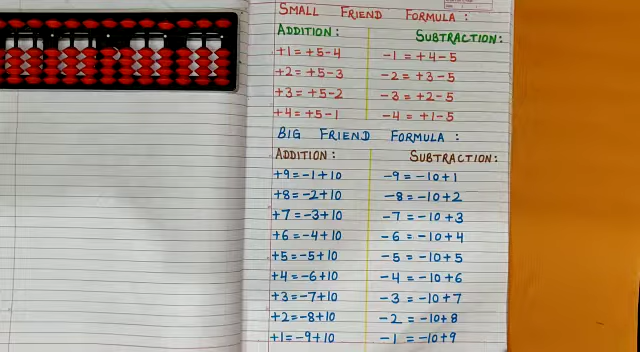 SMALL FRIEND FORMULA :
ADDITION : SUBTRACTION :
+1 = +5-4 -1 = +4-5
+2 = +5-3 -2 = +3-5
+3 = +5-2 -3 = +2-5
+4 = +5-1 -4 = +1-5
BIG FRIEND FORMULA :
ADDITION : SUBTRACTION :
+9 = -1+10 -9 = -10+1
+8 = -2+10 -8 = -10+2
+7 = -3+10 -7 = -10+3
+6 = -4+10 -6 = -10+4
+5 = -5+10 -5 = -10+5
+4 = -6+10 -4 = -10+6
+3 = -7+10 -3 = -10+7
+2 = -8+10 -2 = -10+8
+1 = -9+10 -1 = -10+9